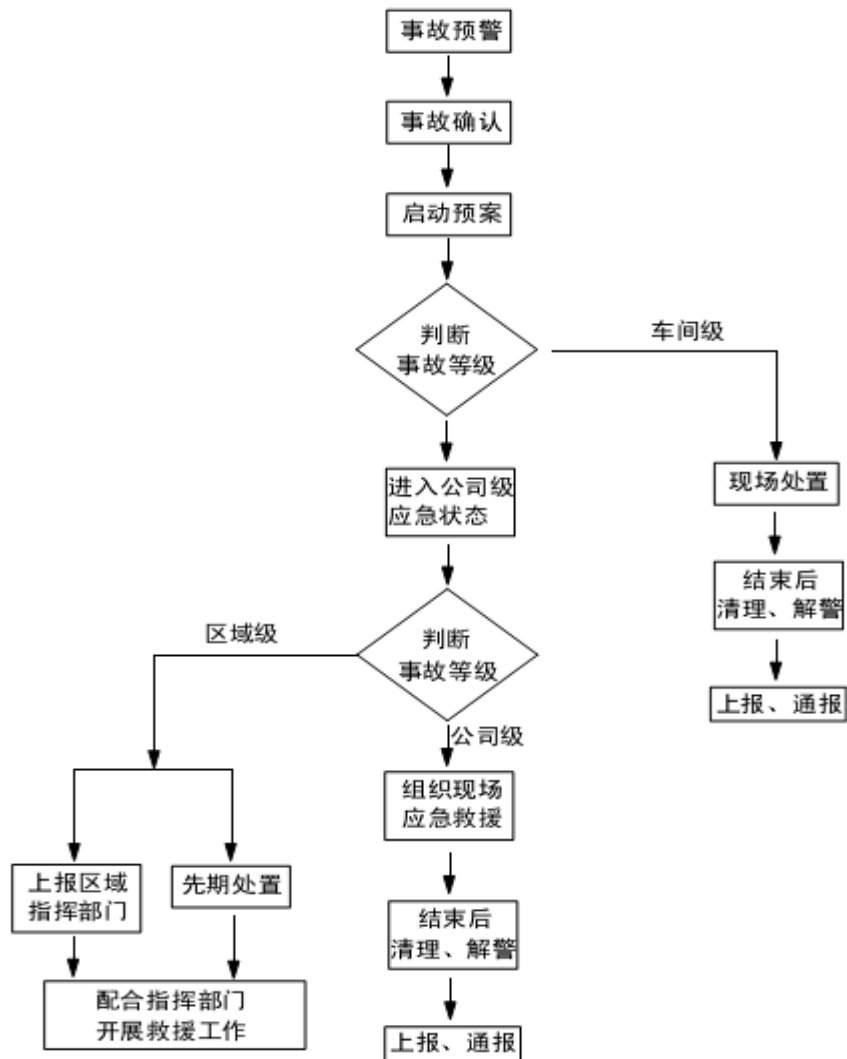 事故预警
事故确认
启动预案
判断
事故等级
车间级
进入公司级
应急状态
现场处置
结束后
清理、解警
上报、通报
区域级
判断
事故等级
公司级
组织现场
应急救援
上报区域
指挥部门
先期处置
结束后
清理、解警
配合指挥部门
开展救援工作
上报、通报